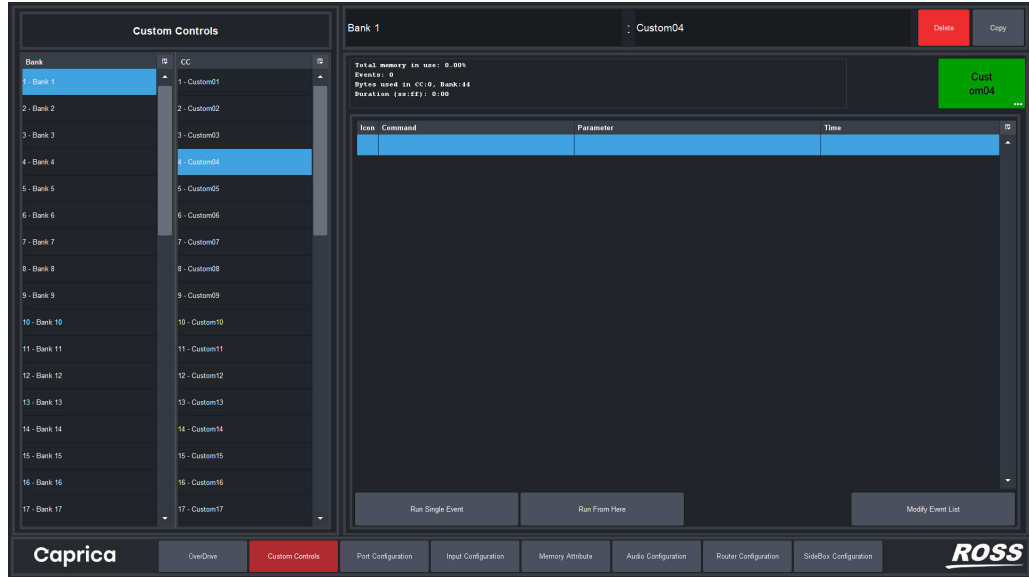 Custom Controls
Bank 1 : Custom04
Delete
Copy
Bank CC
1 - Bank 1 1 - Custom01
2 - Bank 2 2 - Custom02
3 - Bank 3 3 - Custom03
4 - Bank 4 4 - Custom04
5 - Bank 5 5 - Custom05
6 - Bank 6 6 - Custom06
7 - Bank 7 7 - Custom07
8 - Bank 8 8 - Custom08
9 - Bank 9 9 - Custom09
10 - Bank 10 10 - Custom10
11 - Bank 11 11 - Custom11
12 - Bank 12 12 - Custom12
13 - Bank 13 13 - Custom13
14 - Bank 14 14 - Custom14
15 - Bank 15 15 - Custom15
16 - Bank 16 16 - Custom16
17 - Bank 17 17 - Custom17
Total memory in use: 0.00%
Events: 0
Bytes used in CC:0, Bank:44
Duration (ss:ff): 0:00
Cust
om04
...
Icon Command Parameter Time
Run Single Event
Run From Here
Modify Event List
Caprica
OverDrive
Custom Controls
Port Configuration
Input Configuration
Memory Attribute
Audio Configuration
Router Configuration
SideBox Configuration
ROSS